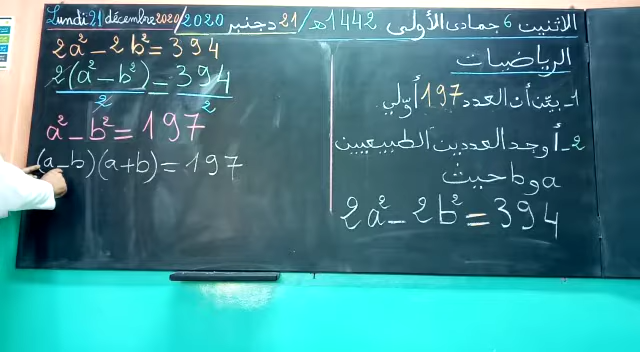 الاثنين 6 جمادى الأولى 1442هـ/21 دجنبر 2020
Lundi 21 décembre 2020
الرياضيات
1- بيّن أن العدد 197 أولي.
2- أوجد العددين الطبيعيين
a و b حيث
2a² - 2b² = 394
2a² - 2b² = 394
2(a² - b²) = 394
2 2
a² - b² = 197
(a - b)(a + b) = 197